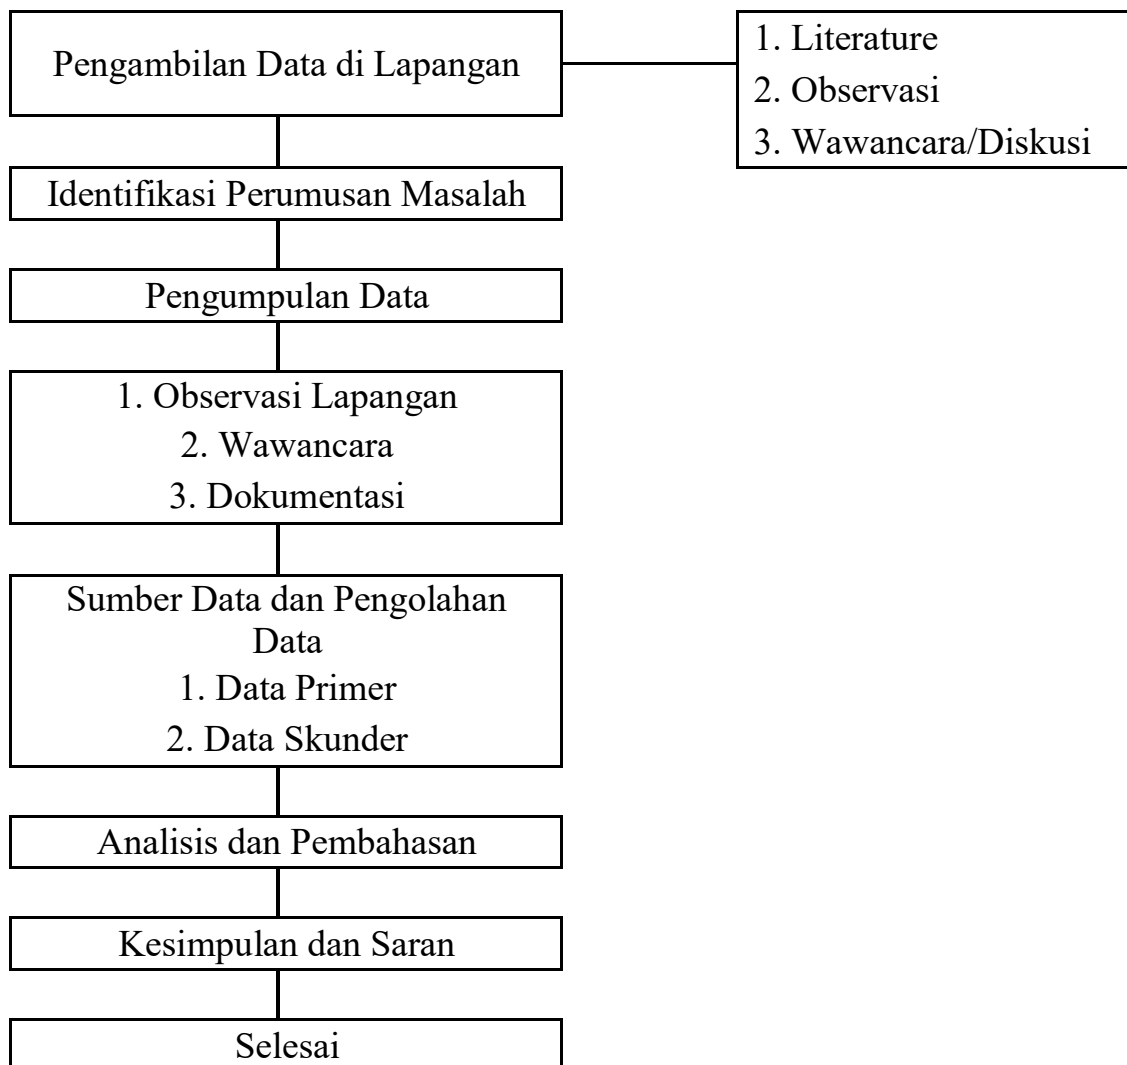 Pengambilan Data di Lapangan
1. Literature
2. Observasi
3. Wawancara/Diskusi
Identifikasi Perumusan Masalah
Pengumpulan Data
1. Observasi Lapangan
2. Wawancara
3. Dokumentasi
Sumber Data dan Pengolahan
Data
1. Data Primer
2. Data Skunder
Analisis dan Pembahasan
Kesimpulan dan Saran
Selesai